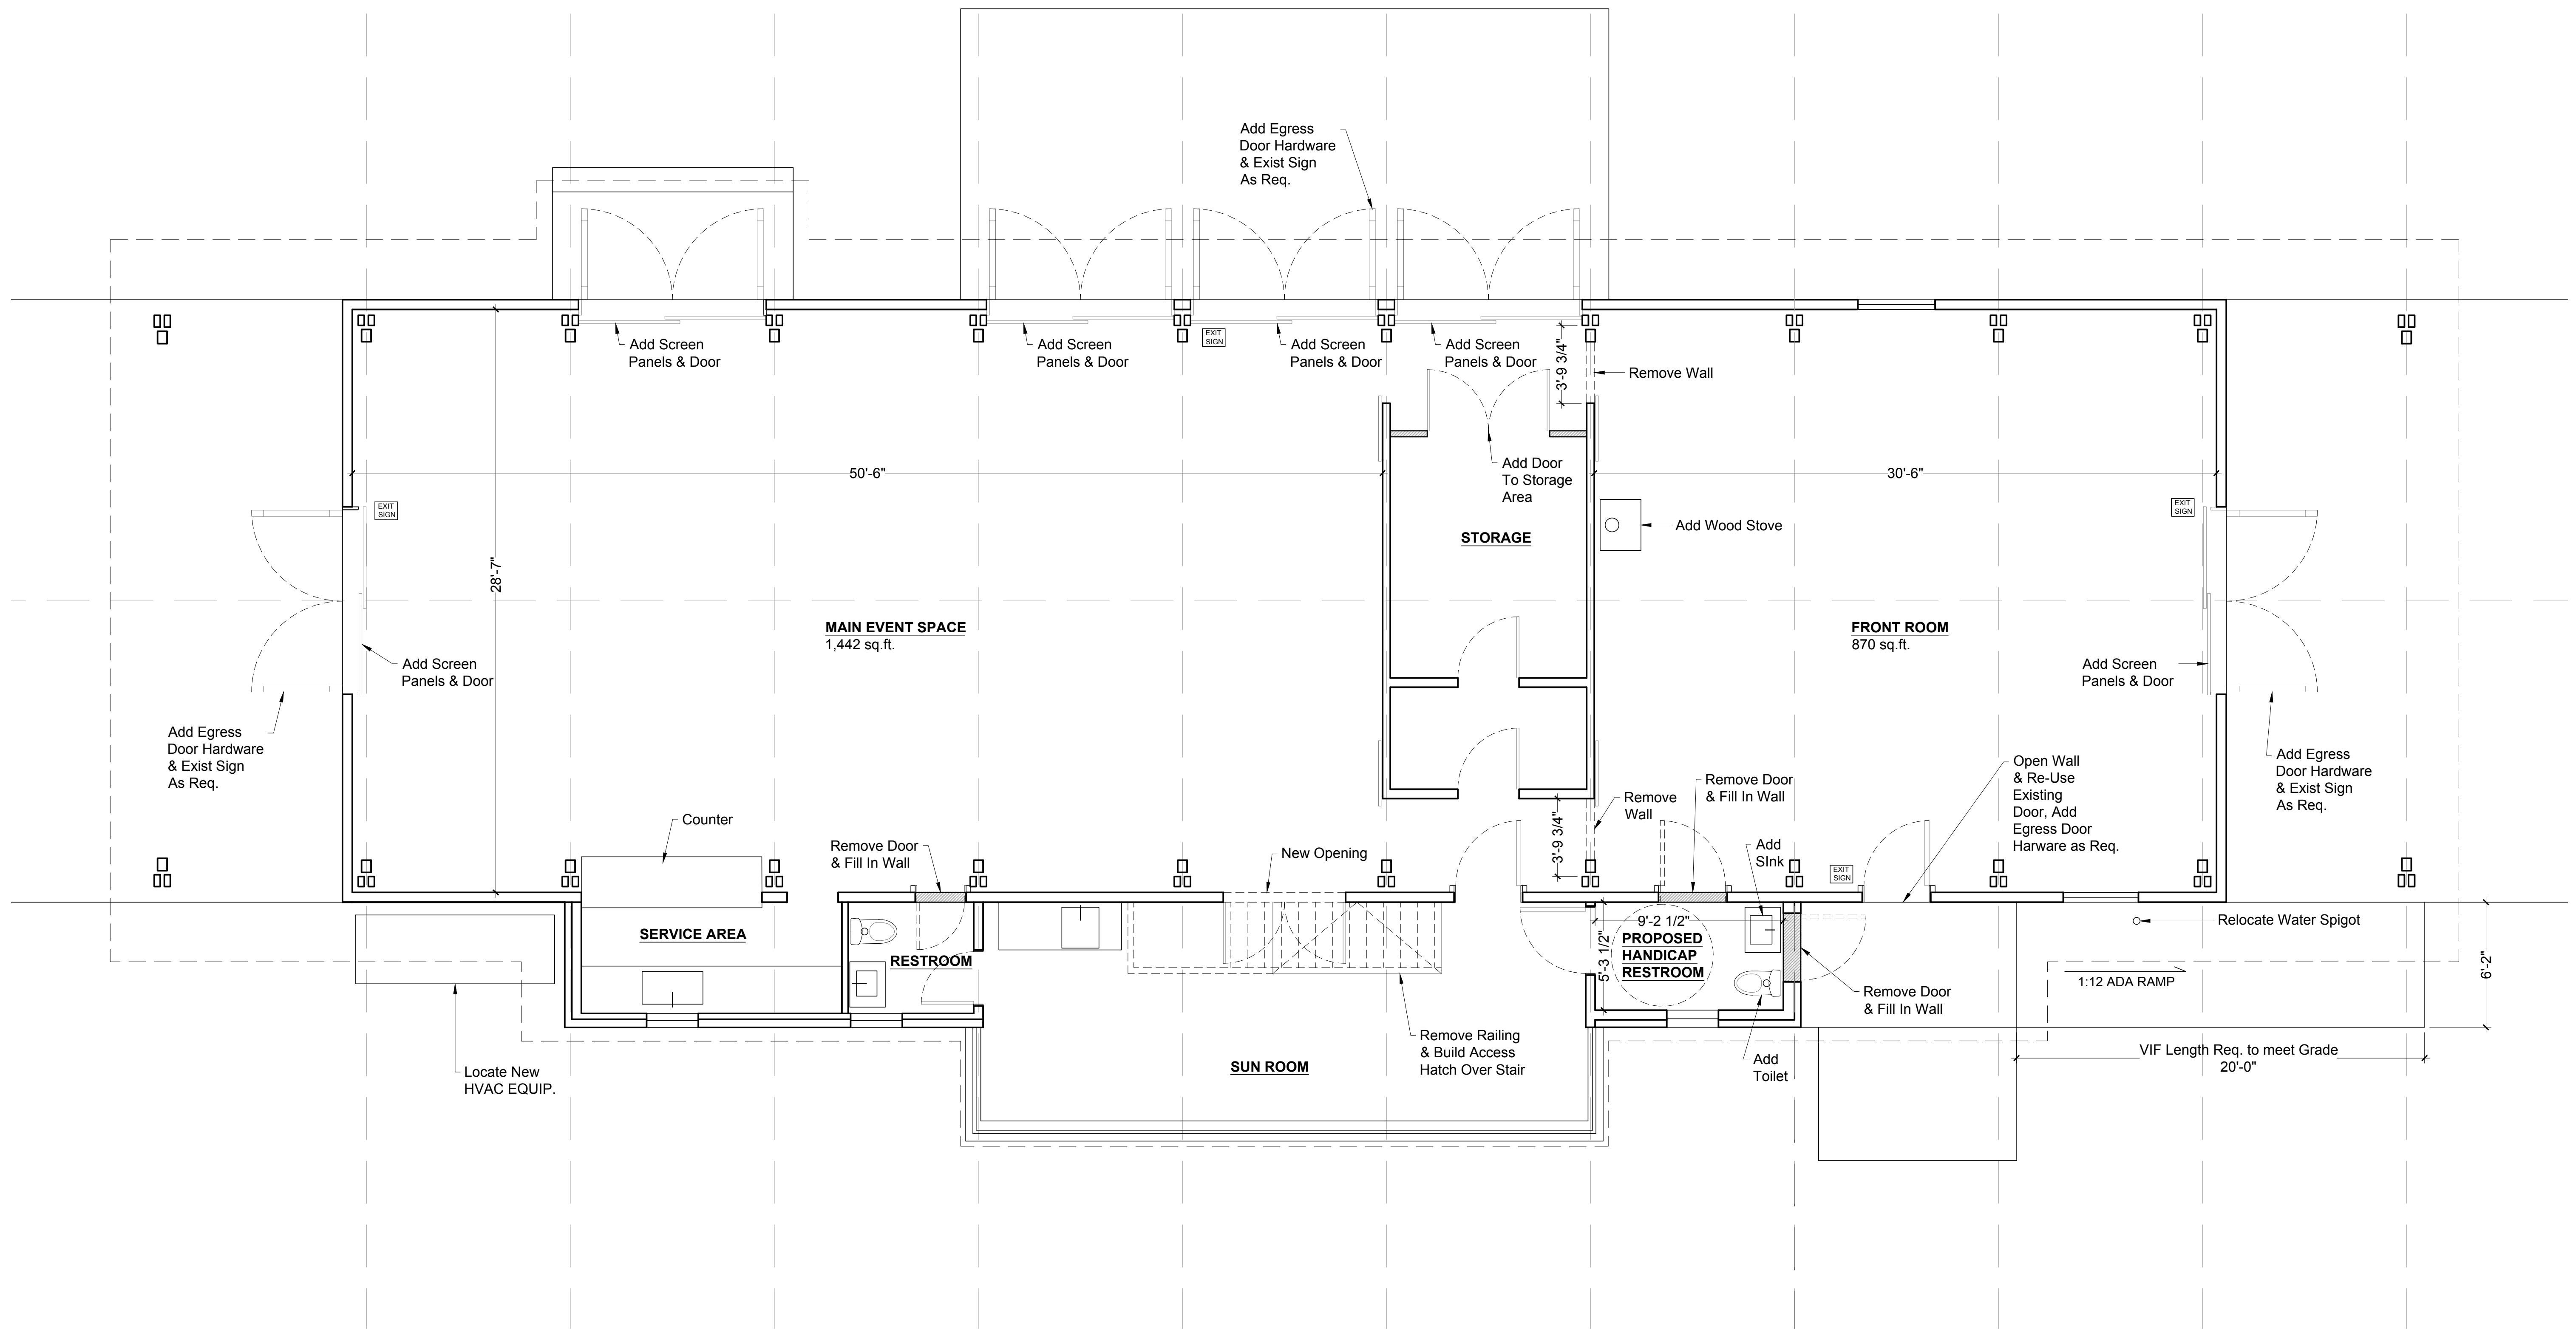 Add Egress
Door Hardware
& Exist Sign
As Req.
Add Screen
Panels & Door
Add Screen
Panels & Door
EXIT
SIGN
Add Screen
Panels & Door
Add Screen
Panels & Door
3'-9 3/4"
Remove Wall
50'-6"
Add Door
To Storage
Area
30'-6"
EXIT
SIGN
EXIT
SIGN
Add Wood Stove
STORAGE
28'-7"
MAIN EVENT SPACE
1,442 sq.ft.
FRONT ROOM
870 sq.ft.
Add Screen
Panels & Door
Add Screen
Panels & Door
Add Egress
Door Hardware
& Exist Sign
As Req.
Add Egress
Door Hardware
& Exist Sign
As Req.
Open Wall
& Re-Use
Existing
Door, Add
Egress Door
Harware as Req.
Remove Door
& Fill In Wall
Remove
Wall
3'-9 3/4"
Counter
Remove Door
& Fill In Wall
New Opening
Add
SInk
EXIT
SIGN
SERVICE AREA
RESTROOM
9'-2 1/2"
5'-3 1/2"
PROPOSED
HANDICAP
RESTROOM
Relocate Water Spigot
6'-2"
1:12 ADA RAMP
Remove Door
& Fill In Wall
Remove Railing
& Build Access
Hatch Over Stair
SUN ROOM
Add
Toilet
VIF Length Req. to meet Grade
20'-0"
Locate New
HVAC EQUIP.